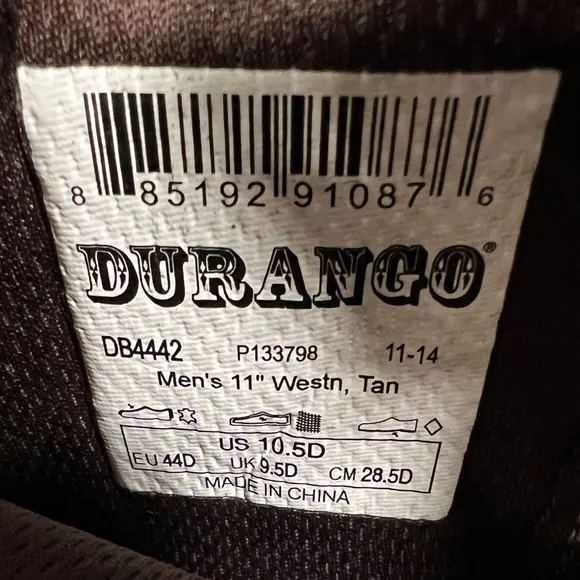 8 85192 91087 6
DURANGO®
DB4442 P133798 11-14
Men's 11" Westn, Tan
US 10.5D
EU 44D UK 9.5D CM 28.5D
MADE IN CHINA